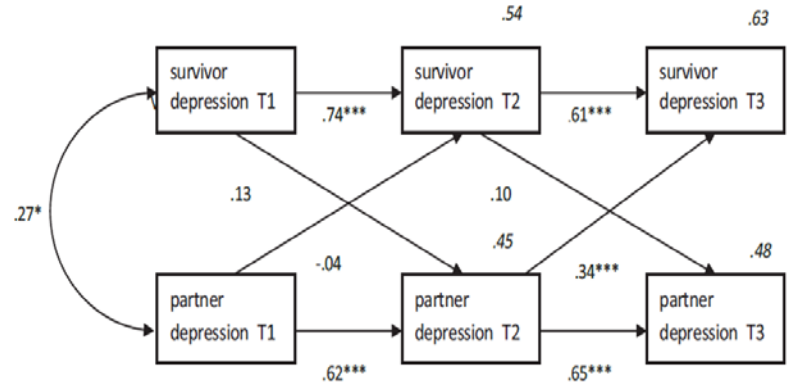 .54
.63
survivor
depression T1
survivor
depression T2
survivor
depression T3
.74***
.61***
.27*
.13
.10
.45
-.04
.34***
.48
partner
depression T1
partner
depression T2
partner
depression T3
.62***
.65***